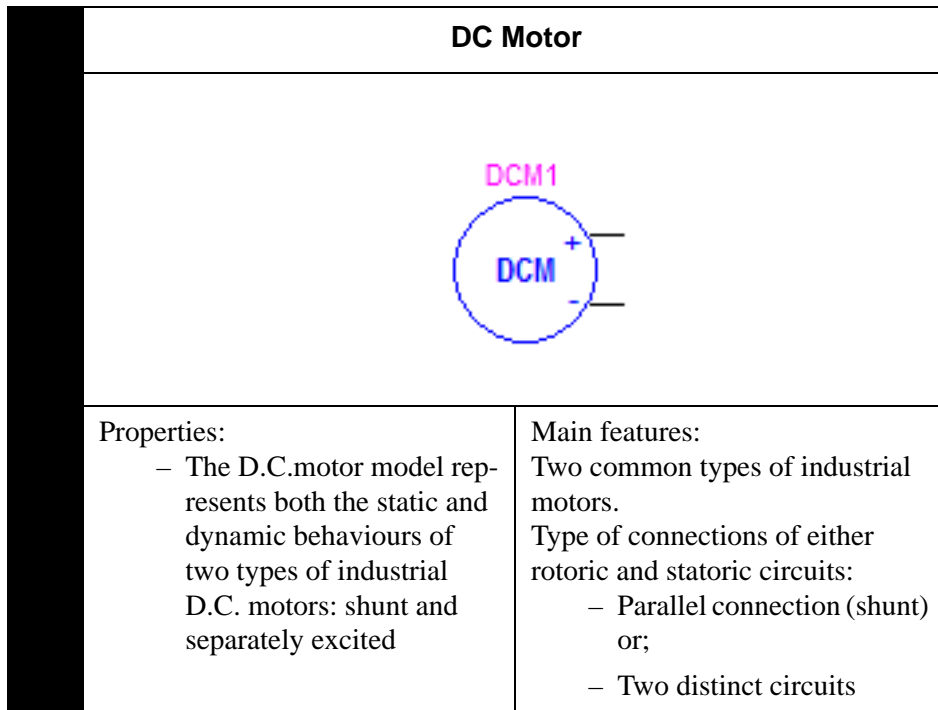 DC Motor
DCM1
+
DCM
-
Properties:
– The D.C.motor model rep-
resents both the static and
dynamic behaviours of
two types of industrial
D.C. motors: shunt and
separately excited
Main features:
Two common types of industrial
motors.
Type of connections of either
rotoric and statoric circuits:
– Parallel connection (shunt)
or;
– Two distinct circuits